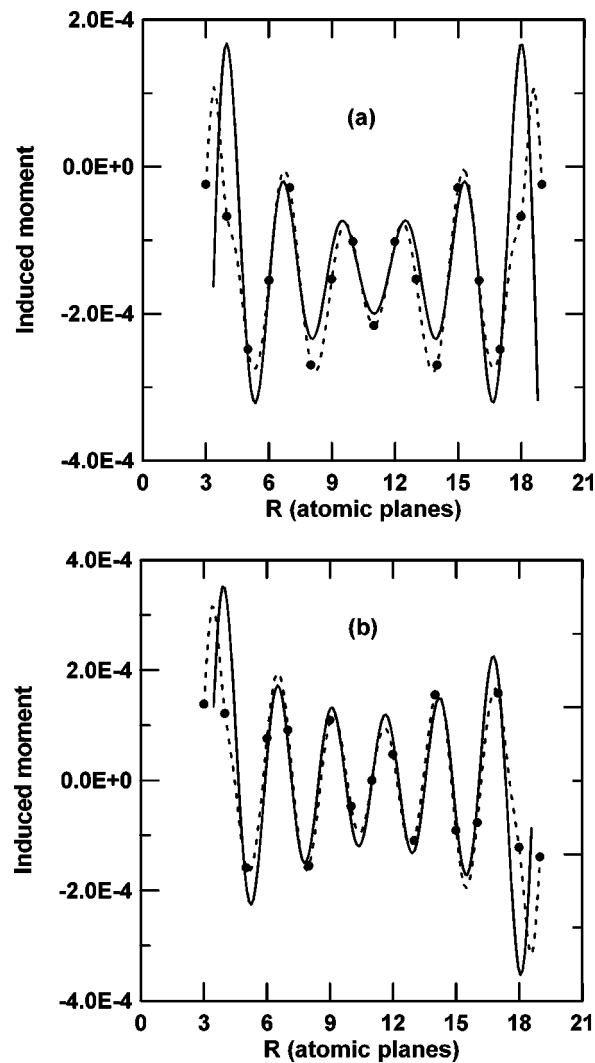 2.0E-4
0.0E+0
-2.0E-4
-4.0E-4
Induced moment
(a)
0 3 6 9 12 15 18 21
R (atomic planes)
4.0E-4
2.0E-4
0.0E+0
-2.0E-4
-4.0E-4
Induced moment
(b)
0 3 6 9 12 15 18 21
R (atomic planes)